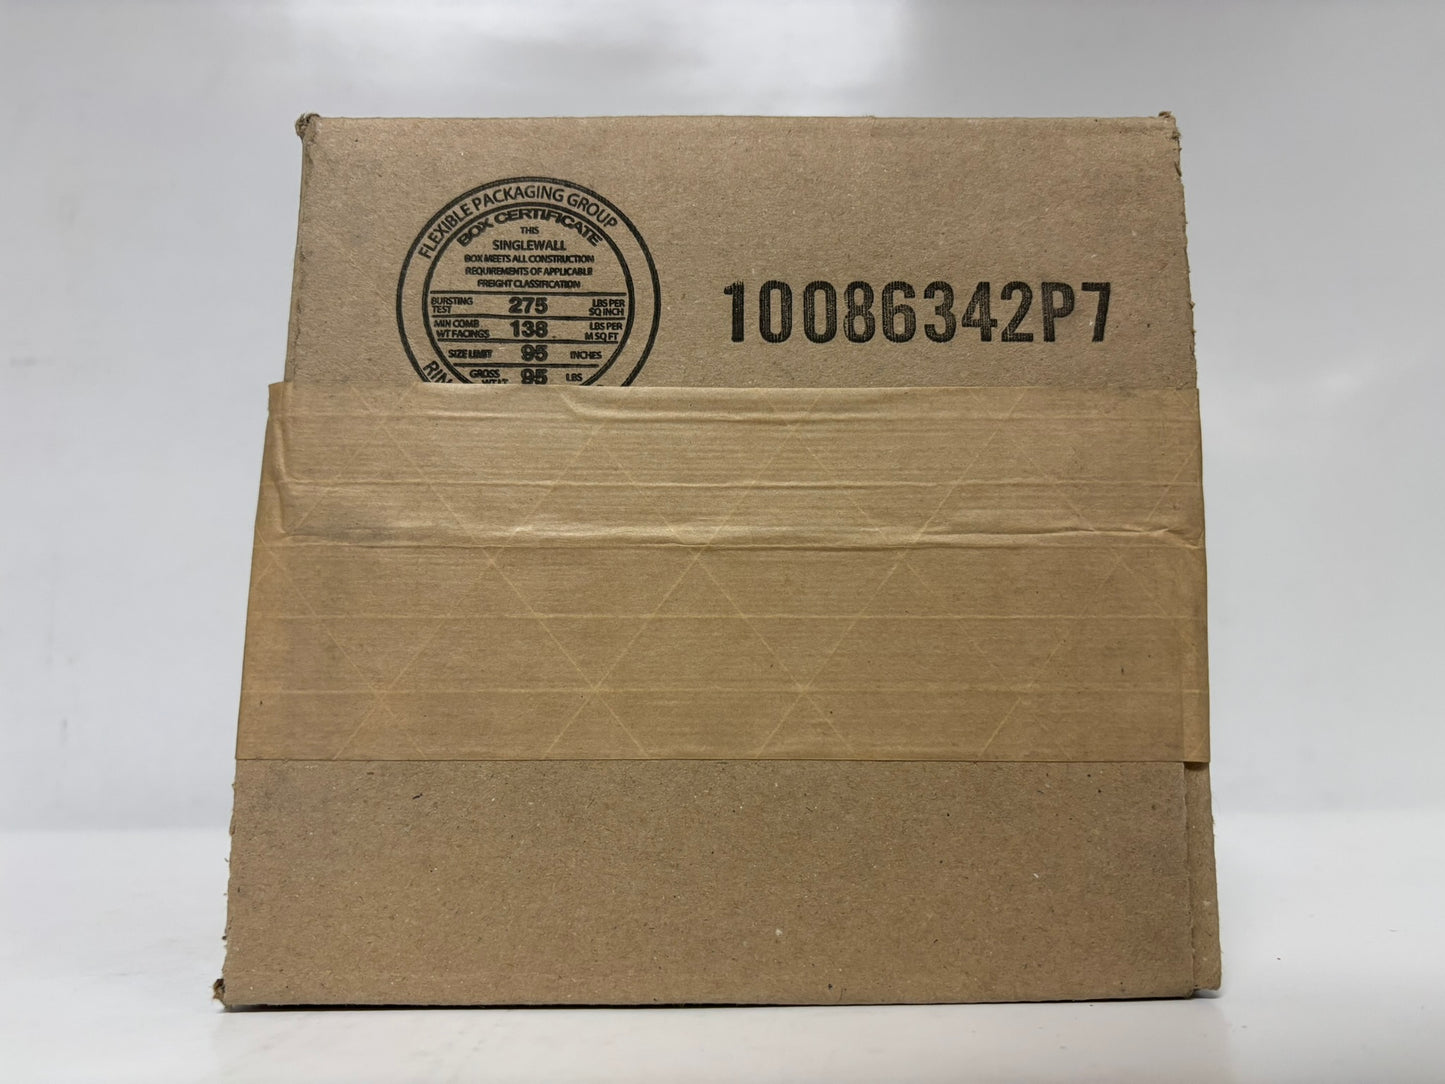 FLEXIBLE PACKAGING GROUP
BOX CERTIFICATE
THIS
SINGLEWALL
BOX MEETS ALL CONSTRUCTION
REQUIREMENTS OF APPLICABLE
FREIGHT CLASSIFICATION
BURSTING TEST 275 LBS PER SQ INCH
MIN COMB WT FACINGS 138 LBS PER M SQ FT
SIZE LIMIT 95 INCHES
GROSS WT LT 95 LBS
10086342P7